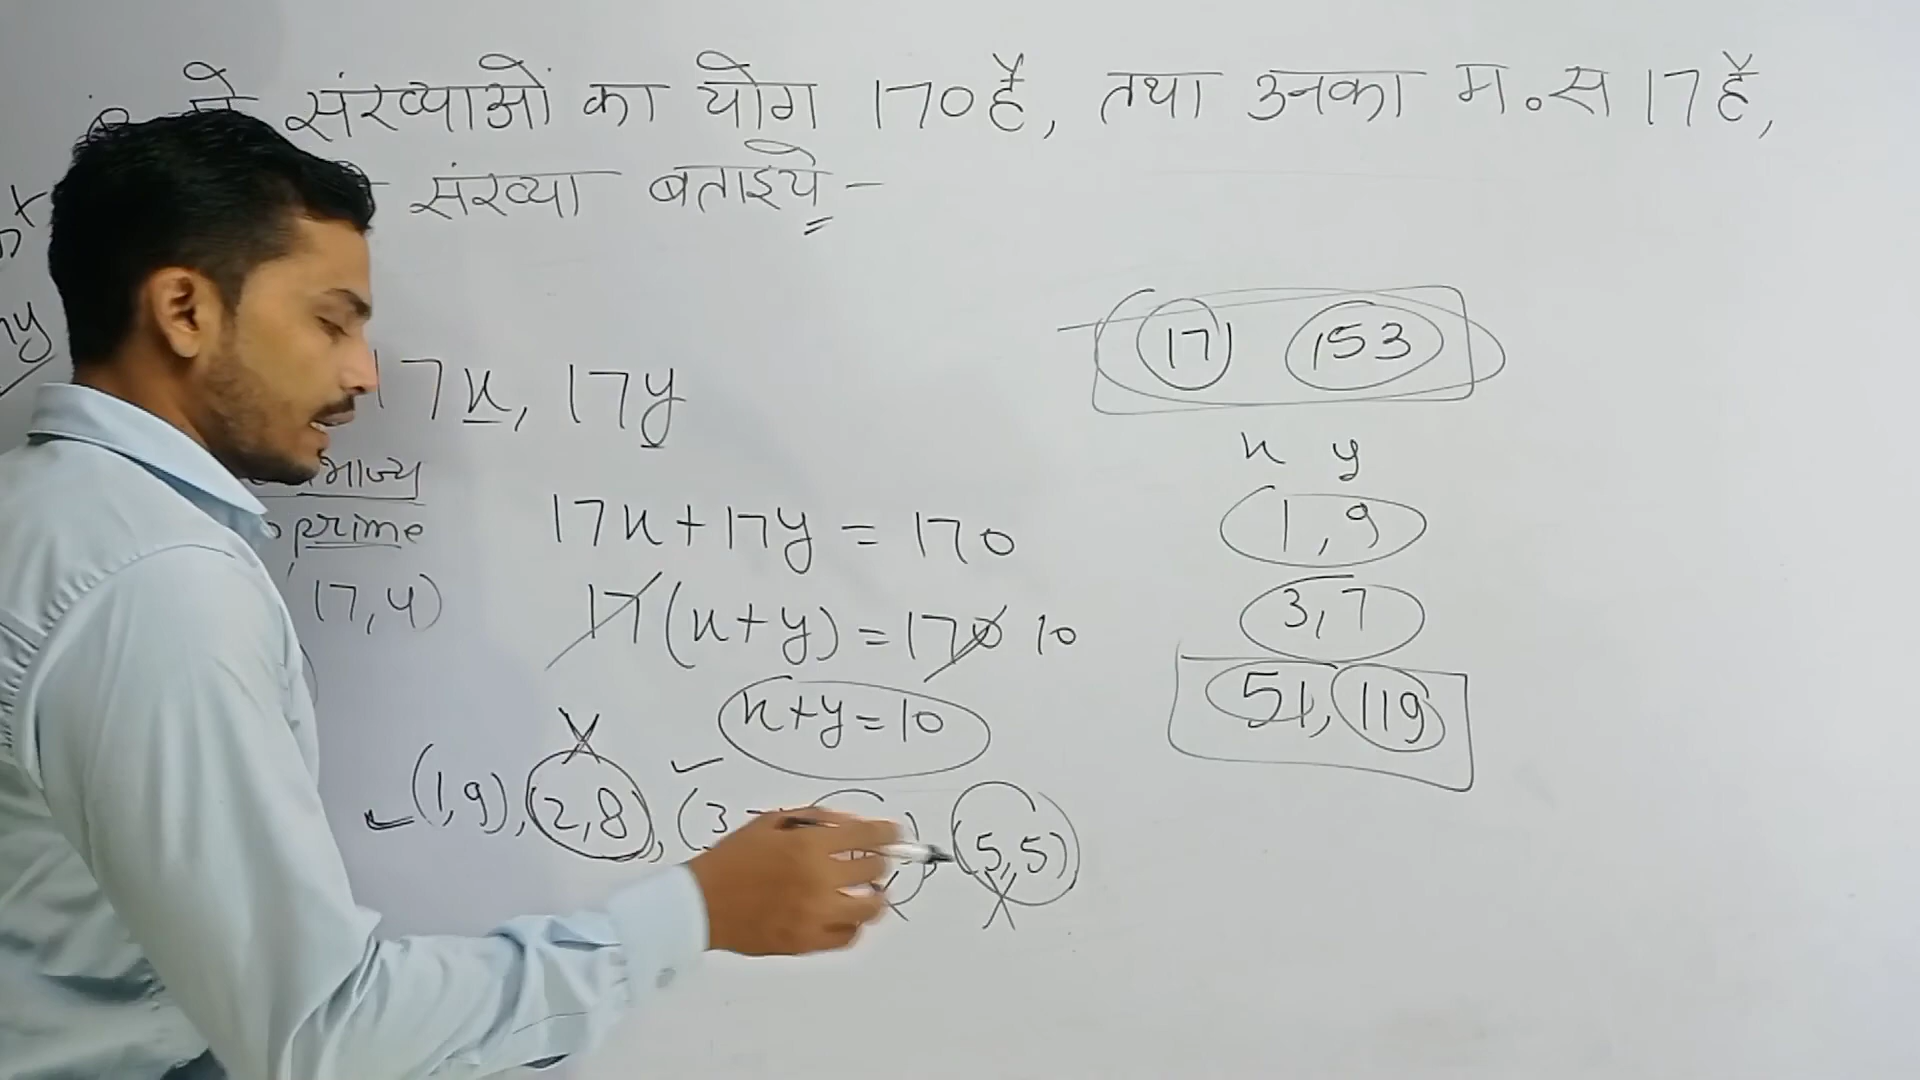 संख्याओं का योग 170 है, तथा उनका म.स 17 है,
संख्या बताइये -
17x, 17y
भाज्य
prime
17, 4)
17x + 17y = 170
17(x+y) = 170 10
x+y = 10
(1,9), (2,8), (3
(5,5)
17 153
x y
1, 9
3, 7
51, 119